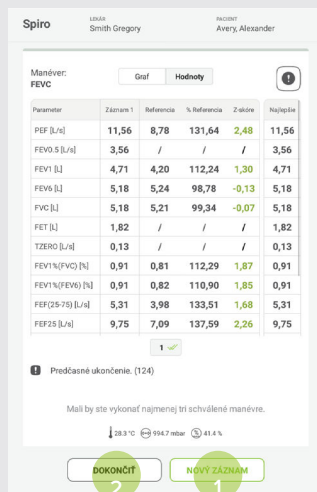 Spiro
LEKÁR
Smith Gregory
PACIENT
Avery, Alexander
Manéver:
FEVC
Graf Hodnoty
Parameter Záznam 1 Referencia % Referencia Z-skóre Najlepšie
PEF [L/s] 11,56 8,78 131,64 2,48 11,56
FEV0.5 [L/s] 3,56 / / / 3,56
FEV1 [L] 4,71 4,20 112,24 1,30 4,71
FEV6 [L] 5,18 5,24 98,78 -0,13 5,18
FVC [L] 5,18 5,21 99,34 -0,07 5,18
FET [L] 1,82 / / / 1,82
TZERO [L/s] 0,13 / / / 0,13
FEV1%(FVC) [%] 0,91 0,81 112,29 1,87 0,91
FEV1%(FEV6) [%] 0,91 0,82 110,90 1,85 0,91
FEF(25-75) [L/s] 5,31 3,98 133,51 1,68 5,31
FEF25 [L/s] 9,75 7,09 137,59 2,26 9,75
1
Predčasné ukončenie. (124)
Mali by ste vykonať najmenej tri schválené manévre.
28.3 °C 994.7 mbar 41.4 %
DOKONČIŤ NOVÝ ZÁZNAM
2 1